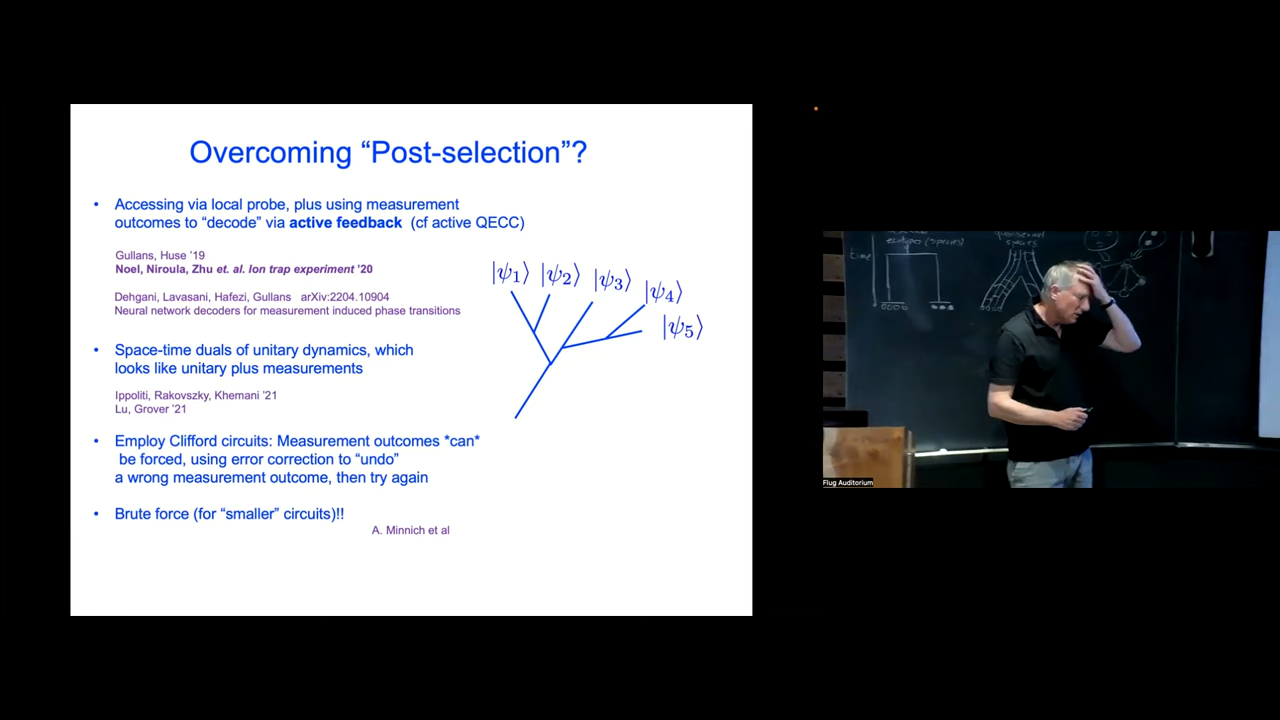 Overcoming “Post-selection”?
• Accessing via local probe, plus using measurement
outcomes to “decode” via active feedback (cf active QECC)
Gullans, Huse ’19
Noel, Niroula, Zhu et. al. Ion trap experiment ’20
Dehgani, Lavasani, Hafezi, Gullans arXiv:2204.10904
Neural network decoders for measurement induced phase transitions
|ψ₁⟩ |ψ₂⟩ |ψ₃⟩ |ψ₄⟩
|ψ₅⟩
• Space-time duals of unitary dynamics, which
looks like unitary plus measurements
Ippoliti, Rakovszky, Khemani ’21
Lu, Grover ’21
• Employ Clifford circuits: Measurement outcomes *can*
be forced, using error correction to “undo”
a wrong measurement outcome, then try again
• Brute force (for “smaller” circuits)!!
A. Minnich et al
time
(species)
species
Flug Auditorium